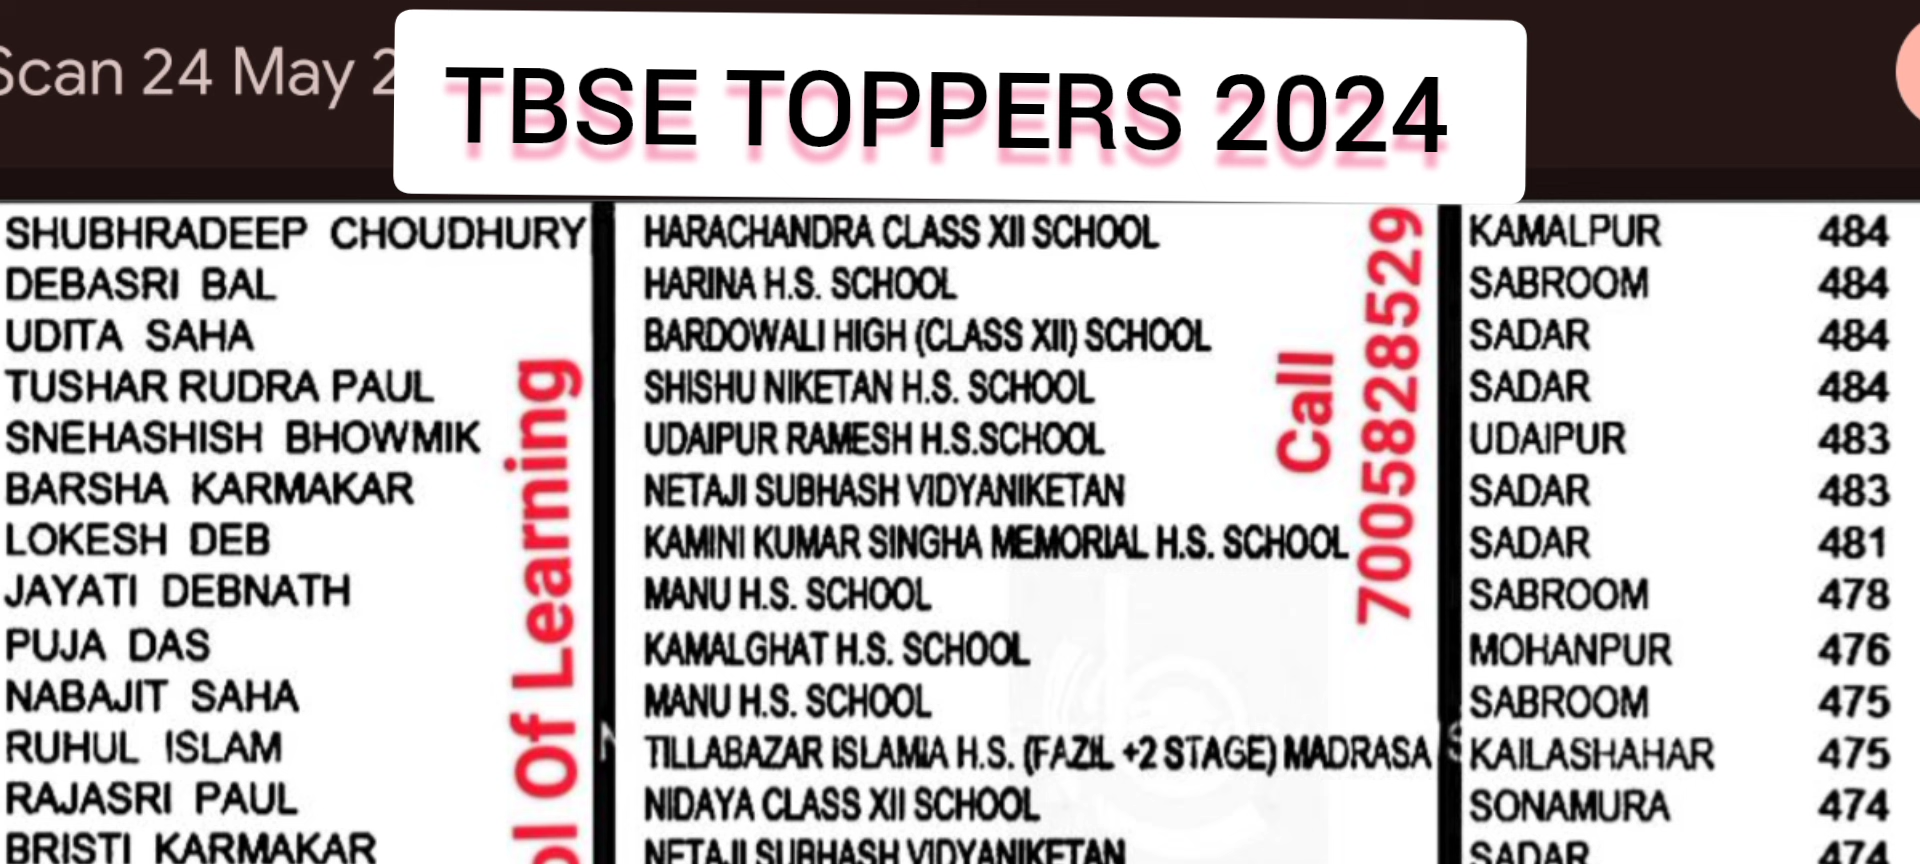 Scan 24 May 2
TBSE TOPPERS 2024
SHUBHRADEEP CHOUDHURY HARACHANDRA CLASS XII SCHOOL KAMALPUR 484
DEBASRI BAL HARINA H.S. SCHOOL SABROOM 484
UDITA SAHA BARDOWALI HIGH (CLASS XII) SCHOOL SADAR 484
TUSHAR RUDRA PAUL SHISHU NIKETAN H.S. SCHOOL SADAR 484
SNEHASHISH BHOWMIK UDAIPUR RAMESH H.S.SCHOOL UDAIPUR 483
BARSHA KARMAKAR NETAJI SUBHASH VIDYANIKETAN SADAR 483
LOKESH DEB KAMINI KUMAR SINGHA MEMORIAL H.S. SCHOOL SADAR 481
JAYATI DEBNATH MANU H.S. SCHOOL SABROOM 478
PUJA DAS KAMALGHAT H.S. SCHOOL MOHANPUR 476
NABAJIT SAHA MANU H.S. SCHOOL SABROOM 475
RUHUL ISLAM TILLABAZAR ISLAMIA H.S. (FAZIL +2 STAGE) MADRASA KAILASHAHAR 475
RAJASRI PAUL NIDAYA CLASS XII SCHOOL SONAMURA 474
BRISTI KARMAKAR NETAJI SUBHASH VIDYANIKETAN SADAR 474
ol Of Learning
Call
7005828529